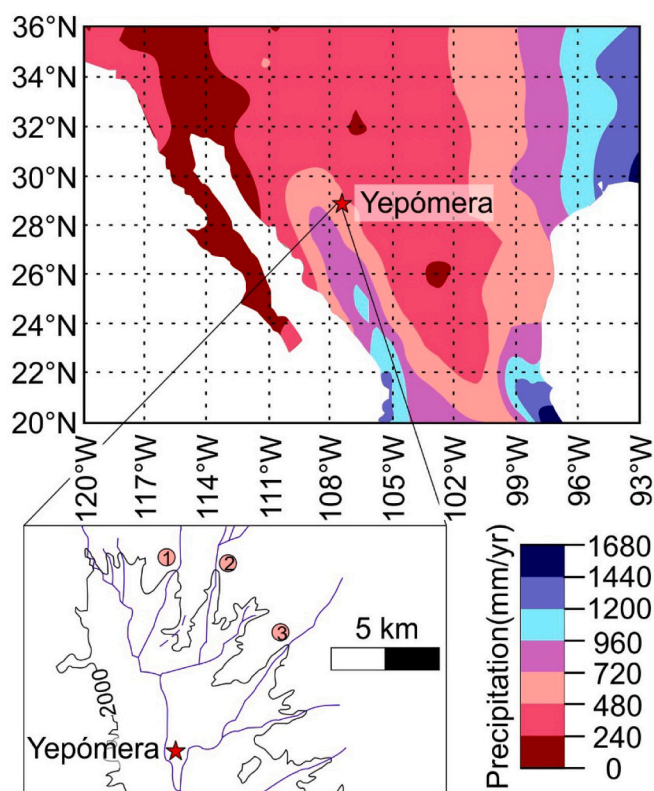 36°N
34°N
32°N
30°N
28°N
26°N
24°N
22°N
20°N
Yepómera
120°W
117°W
114°W
111°W
108°W
105°W
102°W
99°W
96°W
93°W
1
2
3
5 km
2000
Yepómera
Precipitation(mm/yr)
1680
1440
1200
960
720
480
240
0